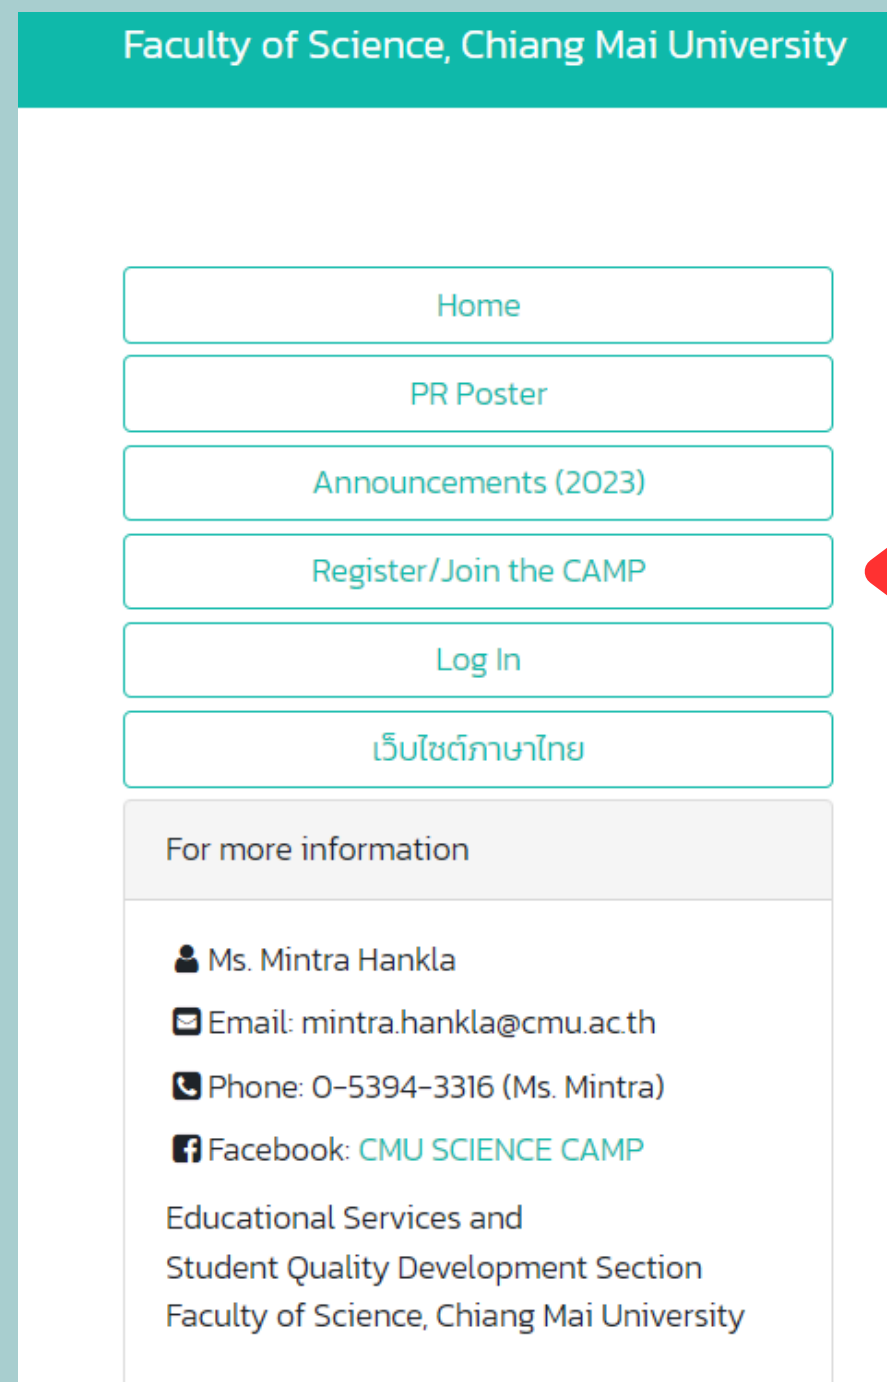 Faculty of Science, Chiang Mai University
Home
PR Poster
Announcements (2023)
Register/Join the CAMP
Log In
เว็บไซต์ภาษาไทย
For more information
Ms. Mintra Hankla
Email: mintra.hankla@cmu.ac.th
Phone: 0-5394-3316 (Ms. Mintra)
Facebook: CMU SCIENCE CAMP
Educational Services and
Student Quality Development Section
Faculty of Science, Chiang Mai University